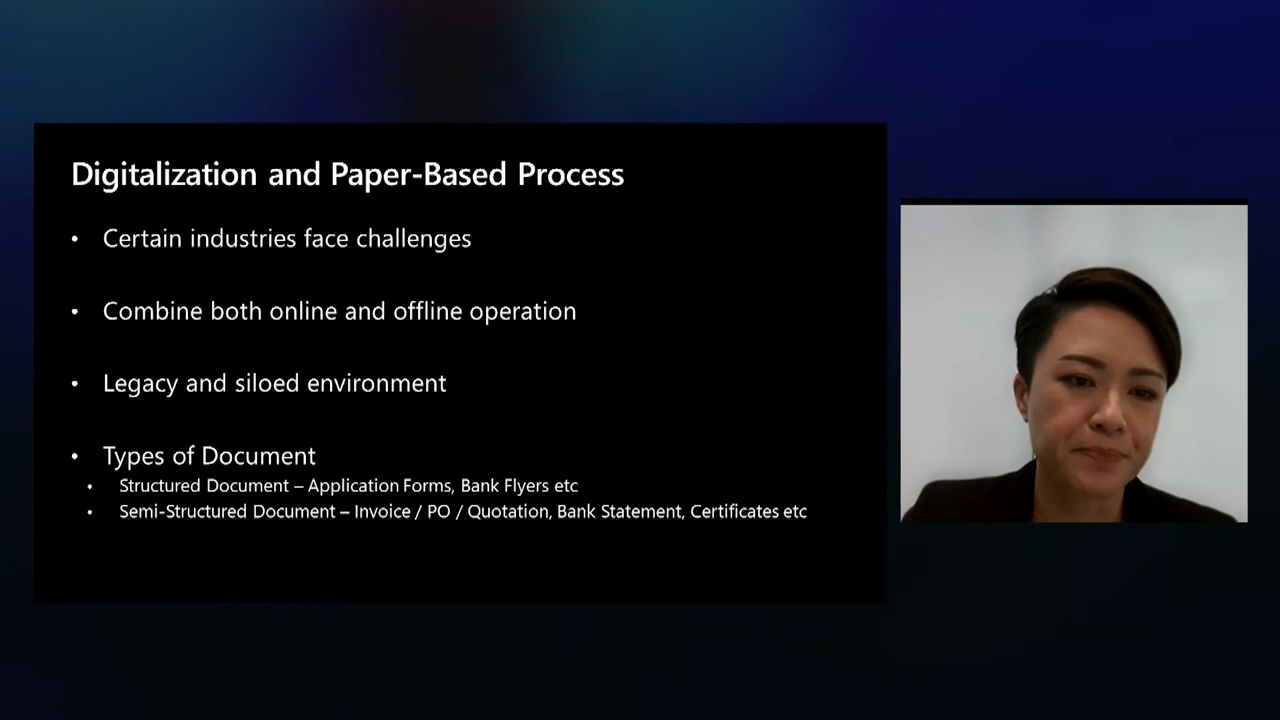 Digitalization and Paper-Based Process
• Certain industries face challenges
• Combine both online and offline operation
• Legacy and siloed environment
• Types of Document
• Structured Document – Application Forms, Bank Flyers etc
• Semi-Structured Document – Invoice / PO / Quotation, Bank Statement, Certificates etc